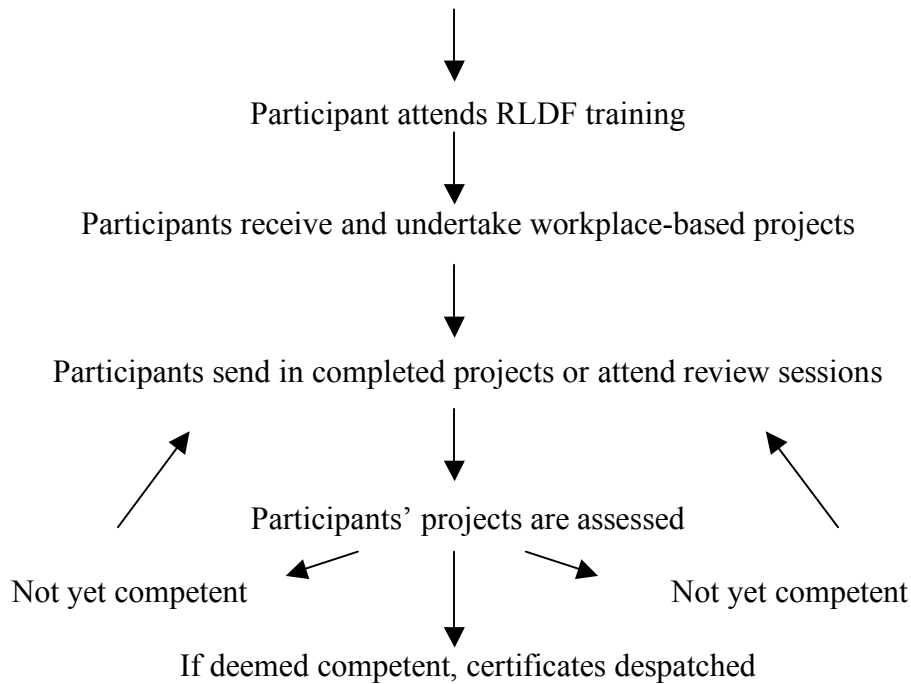 Participant attends RLDF training
Participants receive and undertake workplace-based projects
Participants send in completed projects or attend review sessions
Participants’ projects are assessed
Not yet competent
Not yet competent
If deemed competent, certificates despatched